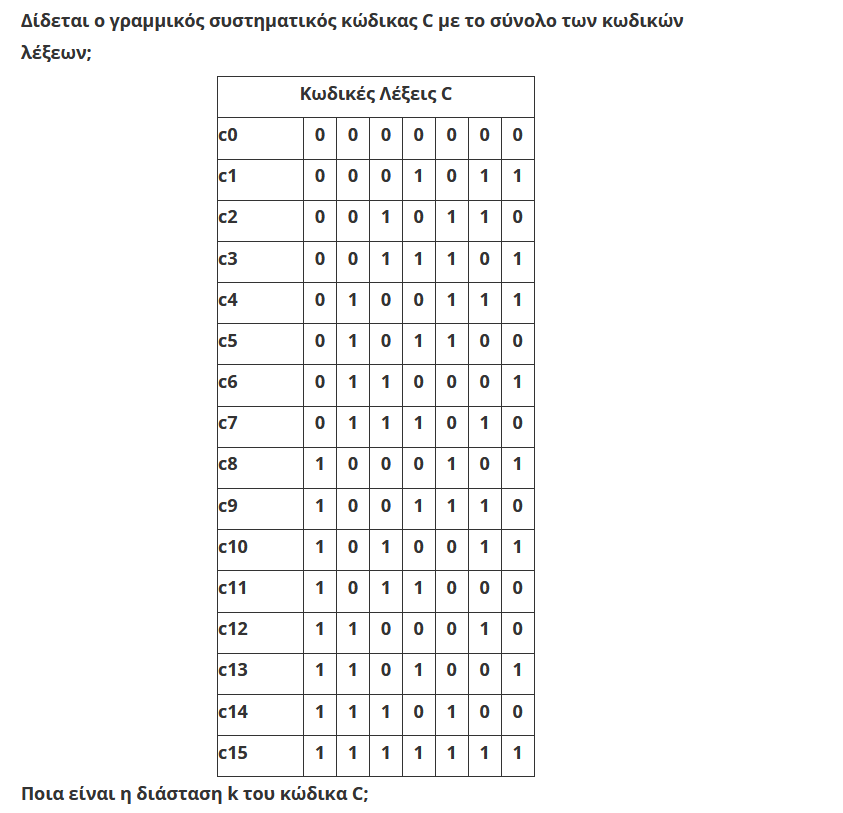 Δίδεται ο γραμμικός συστηματικός κώδικας C με το σύνολο των κωδικών
λέξεων;
Κωδικές Λέξεις C
c0 0 0 0 0 0 0 0
c1 0 0 0 1 0 1 1
c2 0 0 1 0 1 1 0
c3 0 0 1 1 1 0 1
c4 0 1 0 0 1 1 1
c5 0 1 0 1 1 0 0
c6 0 1 1 0 0 0 1
c7 0 1 1 1 0 1 0
c8 1 0 0 0 1 0 1
c9 1 0 0 1 1 1 0
c10 1 0 1 0 0 1 1
c11 1 0 1 1 0 0 0
c12 1 1 0 0 0 1 0
c13 1 1 0 1 0 0 1
c14 1 1 1 0 1 0 0
c15 1 1 1 1 1 1 1
Ποια είναι η διάσταση k του κώδικα C;